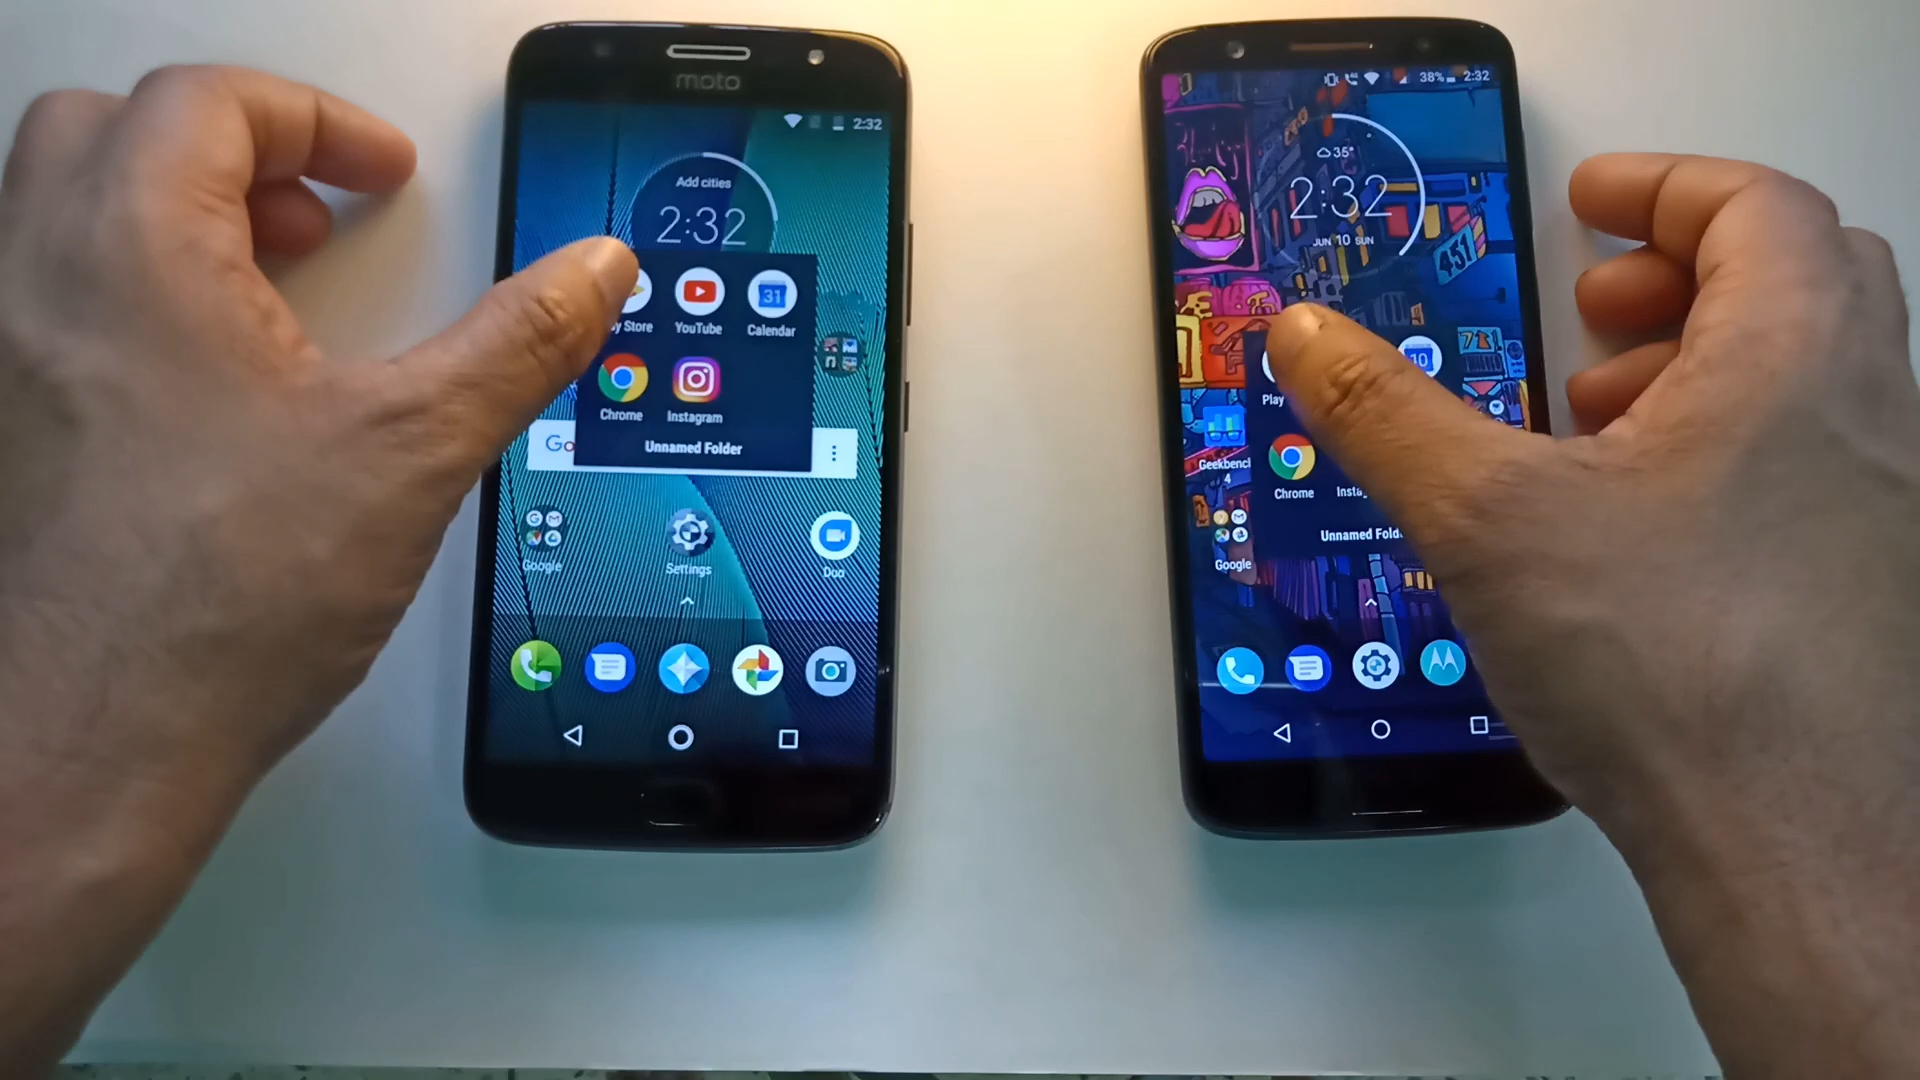 moto
2:32
Add cities
2:32
y Store
YouTube
31
Calendar
Chrome
Instagram
Unnamed Folder
Go
Google
Settings
Duo
38%
2:32
35°
2:32
JUN 10 SUN
451
10
Play
Geekbench
4
Chrome
Insta
Unnamed Fold
Google